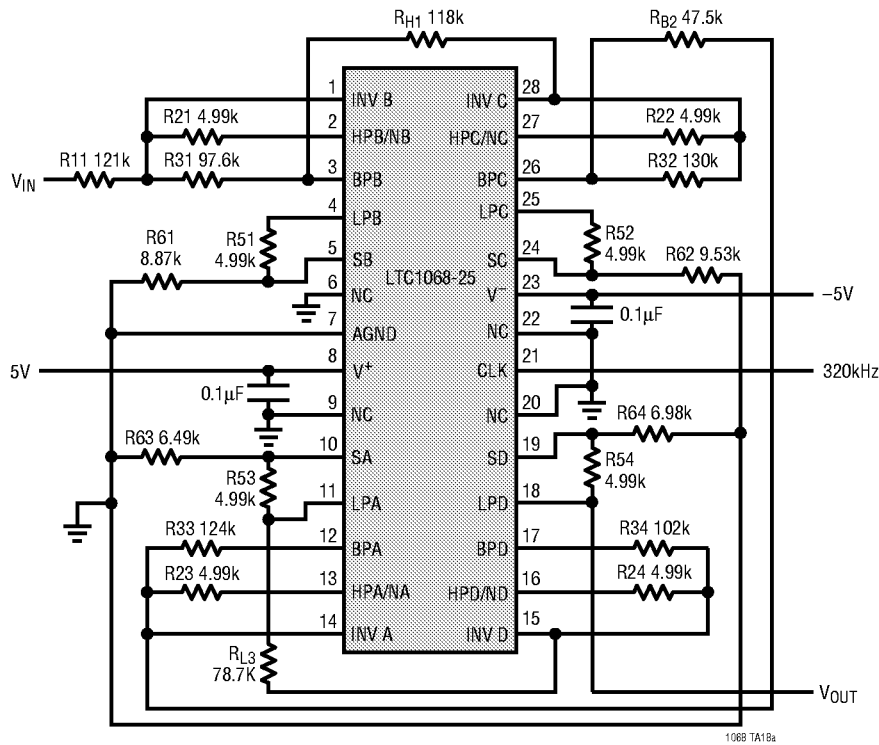 RH1 118k
RB2 47.5k
1
INV B
INV C
28
R21 4.99k
2
HPB/NB
HPC/NC
27
R22 4.99k
R11 121k
R31 97.6k
3
BPB
BPC
26
R32 130k
VIN
4
LPB
LPC
25
R61
8.87k
R51
4.99k
5
SB
SC
24
R52
4.99k
R62 9.53k
LTC1068-25
6
NC
V−
23
–5V
7
AGND
NC
22
0.1µF
5V
8
V+
CLK
21
320kHz
0.1µF
9
NC
NC
20
R63 6.49k
10
SA
SD
19
R64 6.98k
R53
4.99k
11
LPA
LPD
18
R54
4.99k
R33 124k
12
BPA
BPD
17
R34 102k
R23 4.99k
13
HPA/NA
HPD/ND
16
R24 4.99k
14
INV A
INV D
15
RL3
78.7K
VOUT
1068 TA18a